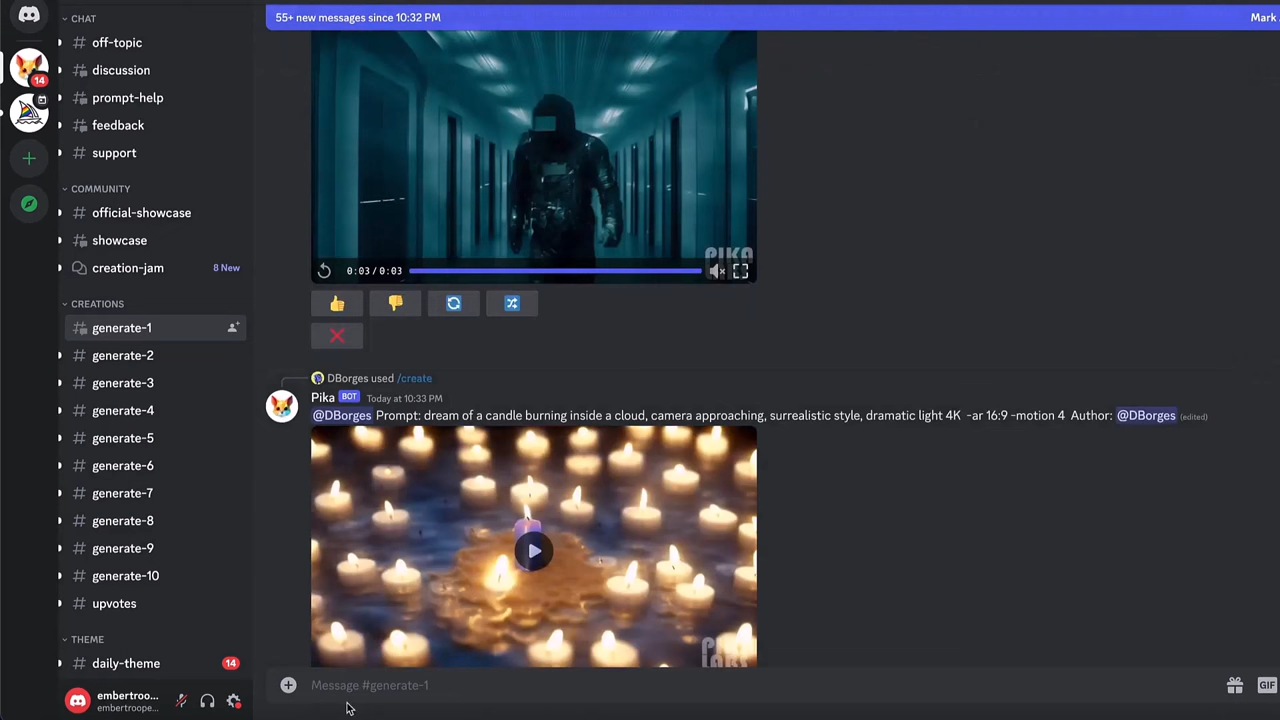 55+ new messages since 10:32 PM
Mark
CHAT
# off-topic
# discussion
# prompt-help
# feedback
# support
COMMUNITY
# official-showcase
# showcase
creation-jam 8 New
CREATIONS
# generate-1
# generate-2
# generate-3
# generate-4
# generate-5
# generate-6
# generate-7
# generate-8
# generate-9
# generate-10
# upvotes
THEME
# daily-theme 14
14
embertroo...
embertroope...
PIKA
0:03 / 0:03
DBorges used /create
Pika BOT Today at 10:33 PM
@DBorges Prompt: dream of a candle burning inside a cloud, camera approaching, surrealistic style, dramatic light 4K -ar 16:9 -motion 4 Author: @DBorges (edited)
PIKA
LABS
Message #generate-1
GIF